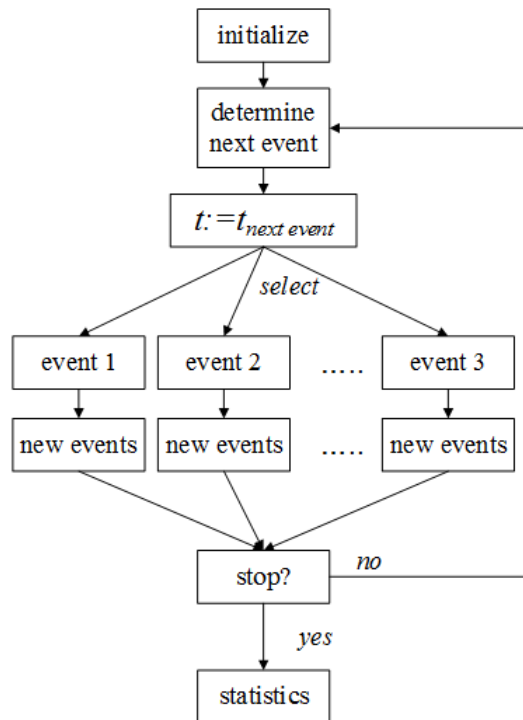 initialize
determine
next event
t:=t next event
select
event 1 event 2 ..... event 3
new events new events ..... new events
stop? no
yes
statistics